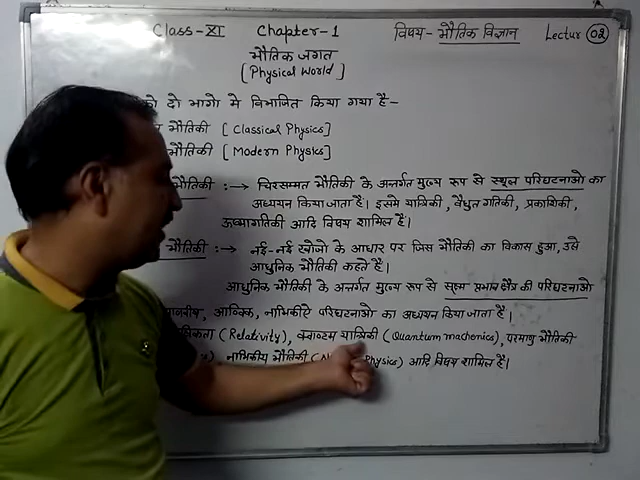 Class-XI Chapter-1 विषय- भौतिक विज्ञान Lectur 02
भौतिक जगत
[Physical World]
को दो भागो मे विभाजित किया गया है-
भौतिकी [Classical Physics]
भौतिकी [Modern Physics]
भौतिकी :→ चिरसम्मत भौतिकी के अन्तर्गत मुख्य रूप से स्थूल परिघटनाओ का
अध्ययन किया जाता है। इसमे यान्त्रिकी, वैधुत गतिकी, प्रकाशिकी,
ऊष्मागतिकी आदि विषय शामिल है।
भौतिकी :→ नई-नई खोजो के आधार पर जिस भौतिकी का विकास हुआ, उसे
आधुनिक भौतिकी कहते है।
आधुनिक भौतिकी के अन्तर्गत मुख्य रूप से सूक्ष्म प्रभाव क्षेत्र की परिघटनाओ
आण्विक, नाभिकीय परिघटनाओ का अध्ययन किया जाता है।
(Relativity), क्वाण्टम यान्त्रिकी (Quantum machenics), परमाणु भौतिकी
नाभिकीय भौतिकी (N Physics) आदि विषय शामिल है।